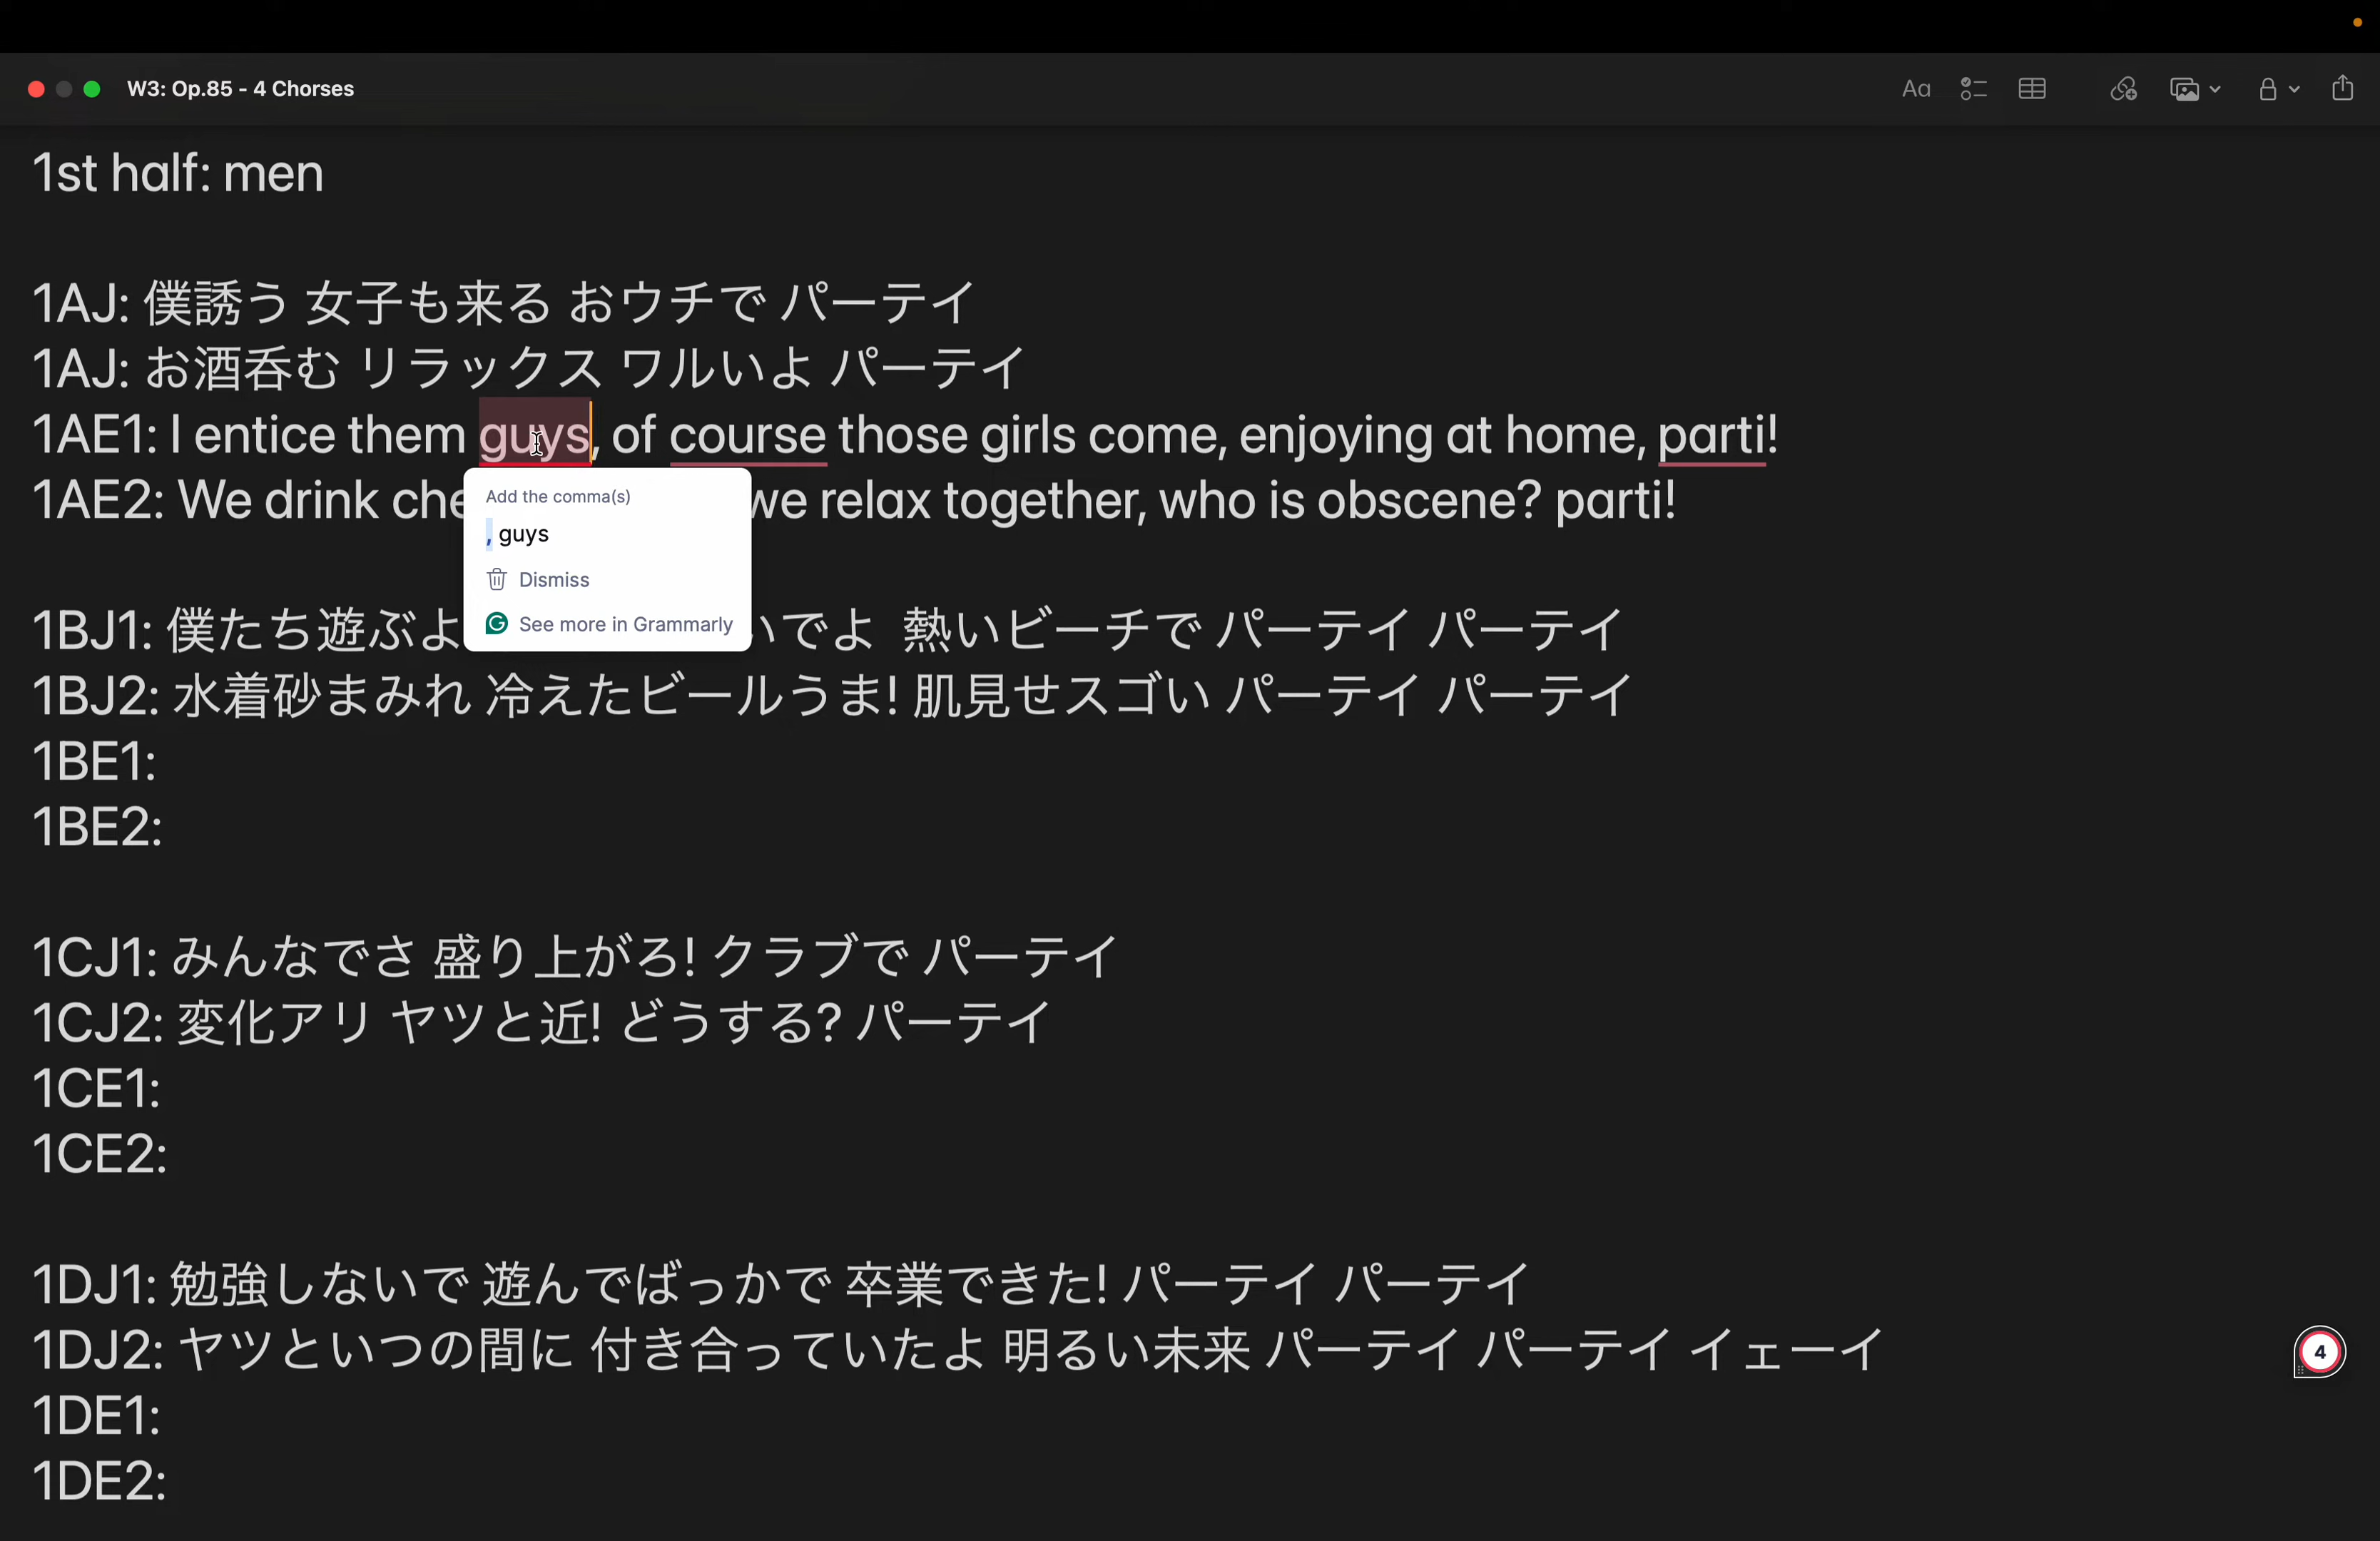 W3: Op.85 - 4 Chorses
Aa
1st half: men
1AJ: 僕誘う 女子も来る おウチで パーテイ
1AJ: お酒呑む リラックス ワルいよ パーテイ
1AE1: I entice them guys, of course those girls come, enjoying at home, parti!
1AE2: We drink che we relax together, who is obscene? parti!
Add the comma(s)
, guys
Dismiss
See more in Grammarly
1BJ1: 僕たち遊ぶよ いでよ 熱いビーチで パーテイ パーテイ
1BJ2: 水着砂まみれ 冷えたビールうま! 肌見せスゴい パーテイ パーテイ
1BE1:
1BE2:
1CJ1: みんなでさ 盛り上がろ! クラブで パーテイ
1CJ2: 変化アリ ヤツと近! どうする? パーテイ
1CE1:
1CE2:
1DJ1: 勉強しないで 遊んでばっかで 卒業できた! パーテイ パーテイ
1DJ2: ヤツといつの間に 付き合っていたよ 明るい未来 パーテイ パーテイ イェーイ
4
1DE1:
1DE2: